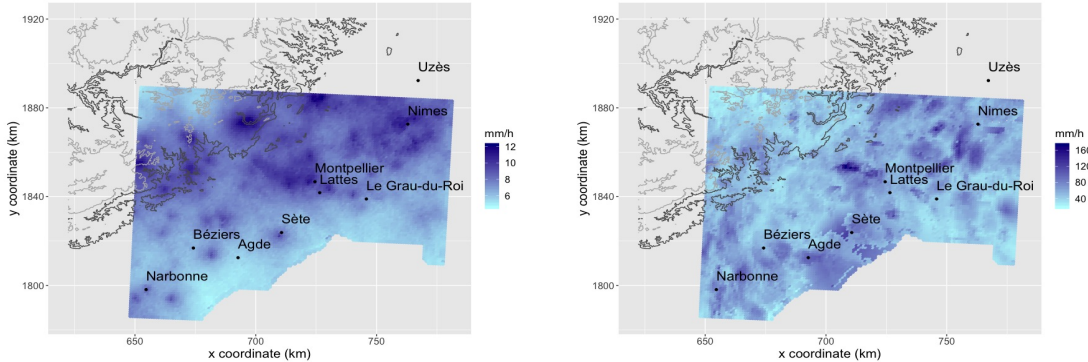 1920
1880
1840
1800
650
700
750
x coordinate (km)
y coordinate (km)
Uzès
Nimes
Montpellier
Lattes
Le Grau-du-Roi
Sète
Béziers
Agde
Narbonne
mm/h
12
10
8
6
1920
1880
1840
1800
650
700
750
x coordinate (km)
y coordinate (km)
Uzès
Nimes
Montpellier
Lattes
Le Grau-du-Roi
Sète
Béziers
Agde
Narbonne
mm/h
160
120
80
40